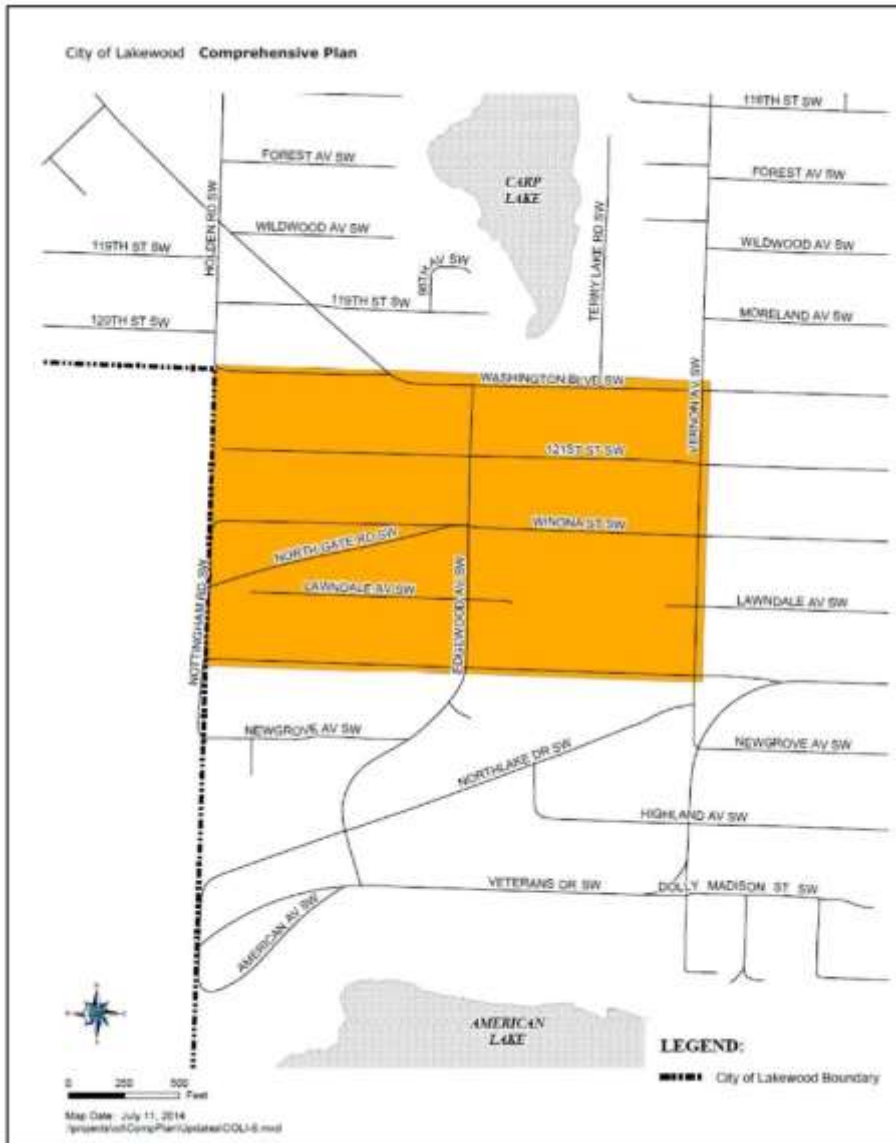 City of Lakewood Comprehensive Plan
116TH ST SW
FOREST AV SW
FOREST AV SW
CARP
LAKE
HOLDEN RD SW
TERRY LAKE RD SW
WILDWOOD AV SW
WILDWOOD AV SW
119TH ST SW
98TH AV SW
119TH ST SW
MORELAND AV SW
120TH ST SW
WASHINGTON BLVD SW
VERNON AV SW
121ST ST SW
WINONA ST SW
NORTH GATE RD SW
LAWNDALE AV SW
LAWNDALE AV SW
NOTTINGHAM RD SW
EDGEWOOD AV SW
NEWGROVE AV SW
NEWGROVE AV SW
NORTHLAKE DR SW
HIGHLAND AV SW
VETERANS DR SW
DOLLY MADISON ST SW
AMERICAN AV SW
AMERICAN
LAKE
LEGEND:
City of Lakewood Boundary
0 250 500
Feet
Map Date: July 11, 2014